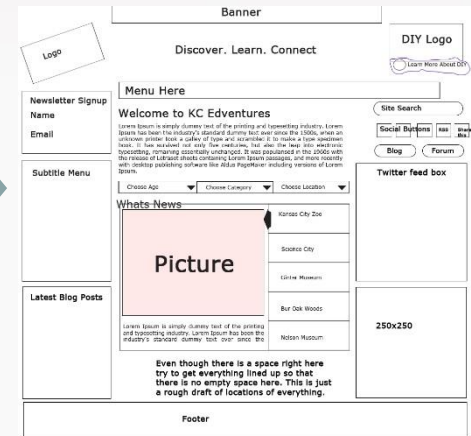 Banner
Logo
Discover. Learn. Connect
DIY Logo
Learn More About DIY
Menu Here
Newsletter Signup
Name
Email
Welcome to KC Edventures
Lorem Ipsum is simply dummy text of the printing and typesetting industry. Lorem
Ipsum has been the industry's standard dummy text ever since the 1500s, when an
unknown printer took a galley of type and scrambled it to make a type specimen
book. It has survived not only five centuries, but also the leap into electronic
typesetting, remaining essentially unchanged. It was popularised in the 1960s with
the release of Letraset sheets containing Lorem Ipsum passages, and more recently
with desktop publishing software like Aldus PageMaker including versions of Lorem
Ipsum.
Site Search
Social Buttons
RSS
Share
Blog
Forum
Subtitle Menu
Twitter feed box
Choose Age
Choose Category
Choose Location
Whats News
Picture
Kansas City Zoo
Science City
Museum
Bur Oak Woods
Nelson Museum
Lorem Ipsum is simply dummy text of the printing
and typesetting industry. Lorem Ipsum has been the
industry's standard dummy text ever since the
Latest Blog Posts
250x250
Even though there is a space right here
try to get everything lined up so that
there is no empty space here. This is just
a rough draft of locations of everything.
Footer